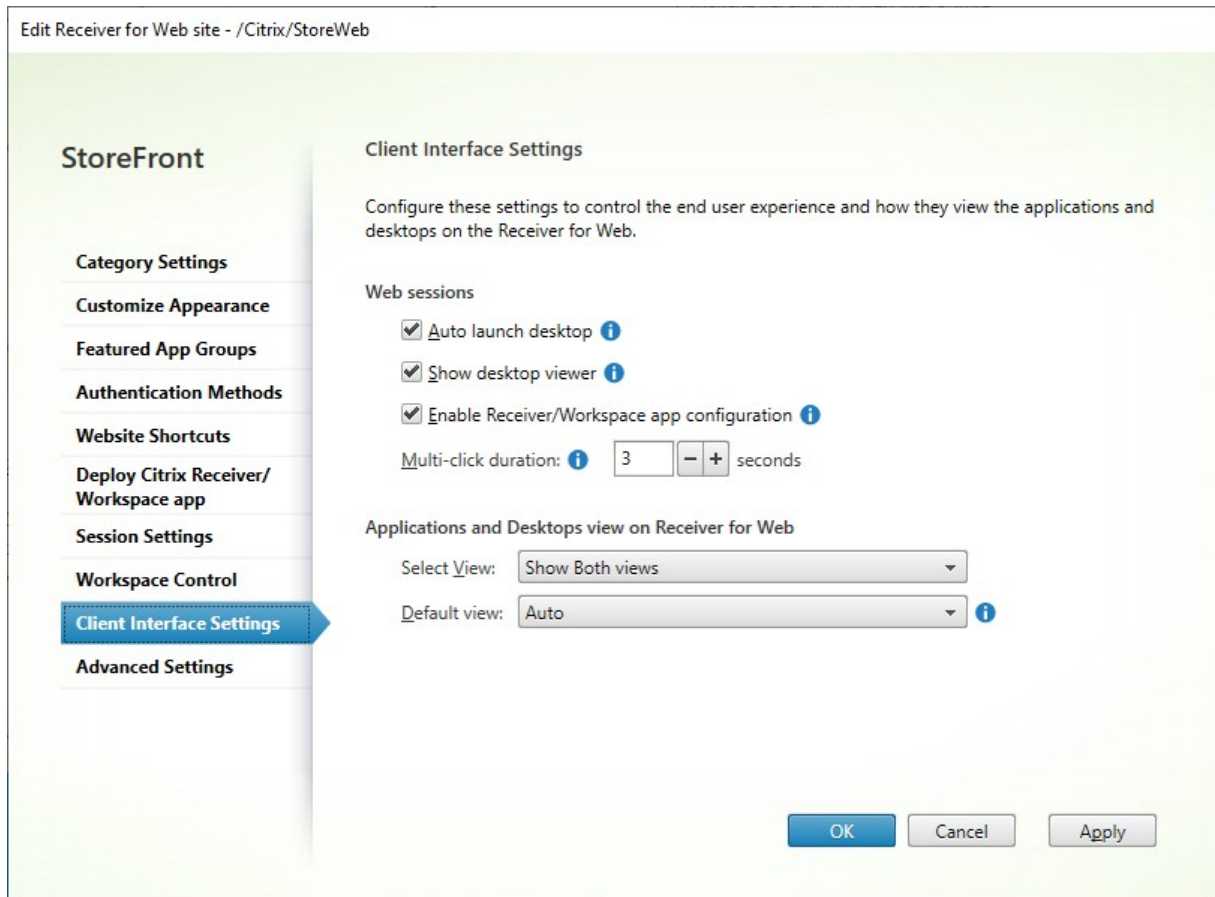 Edit Receiver for Web site - /Citrix/StoreWeb
StoreFront
Category Settings
Customize Appearance
Featured App Groups
Authentication Methods
Website Shortcuts
Deploy Citrix Receiver/
Workspace app
Session Settings
Workspace Control
Client Interface Settings
Advanced Settings
Client Interface Settings
Configure these settings to control the end user experience and how they view the applications and
desktops on the Receiver for Web.
Web sessions
Auto launch desktop
Show desktop viewer
Enable Receiver/Workspace app configuration
Multi-click duration: 3 − + seconds
Applications and Desktops view on Receiver for Web
Select View: Show Both views
Default view: Auto
OK Cancel Apply